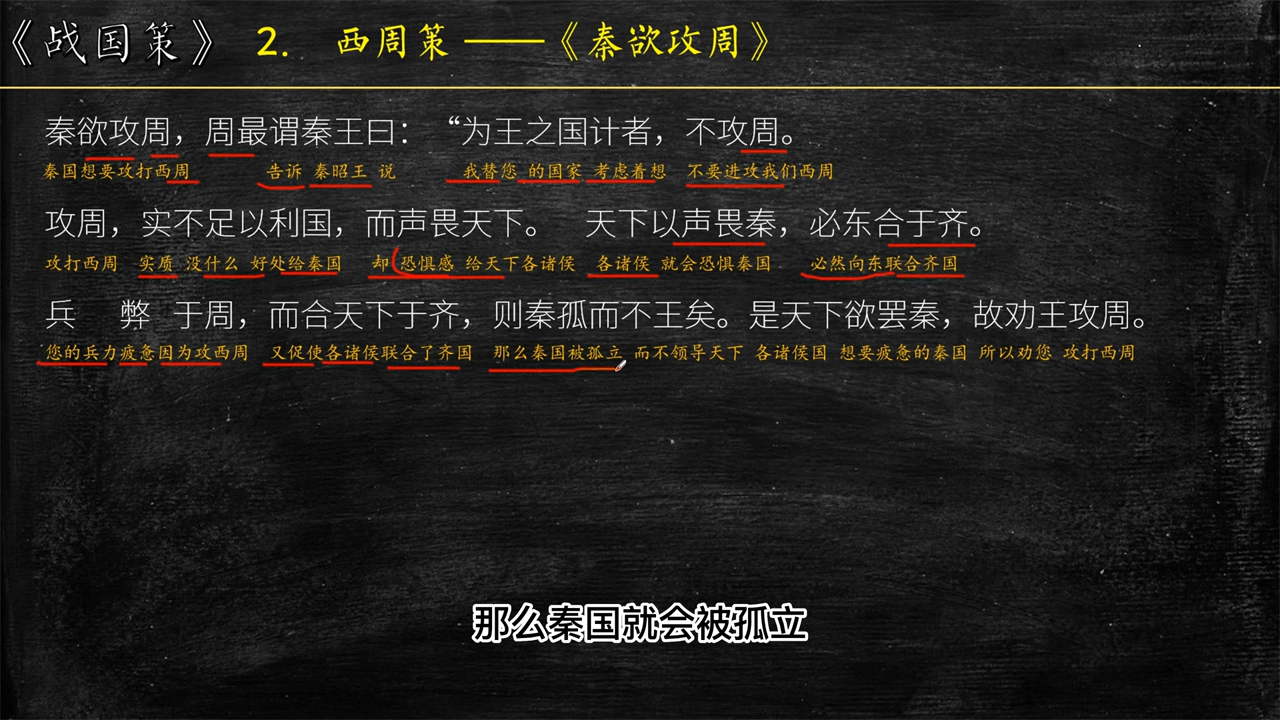 《战国策》 2. 西周策 ——《秦欲攻周》
秦欲攻周，周最谓秦王曰：“为王之国计者，不攻周。
秦国想要攻打西周 告诉 秦昭王 说 我替您 的国家 考虑着想 不要进攻我们西周
攻周，实不足以利国，而声畏天下。 天下以声畏秦，必东合于齐。
攻打西周 实质 没什么 好处给秦国 却 恐惧感 给天下各诸侯 各诸侯 就会恐惧秦国 必然向东联合齐国
兵 弊 于周，而合天下于齐，则秦孤而不王矣。是天下欲罢秦，故劝王攻周。
您的兵力疲惫因为攻西周 又促使各诸侯联合了齐国 那么秦国被孤立 而不领导天下 各诸侯国 想要疲惫的秦国 所以劝您 攻打西周
那么秦国就会被孤立